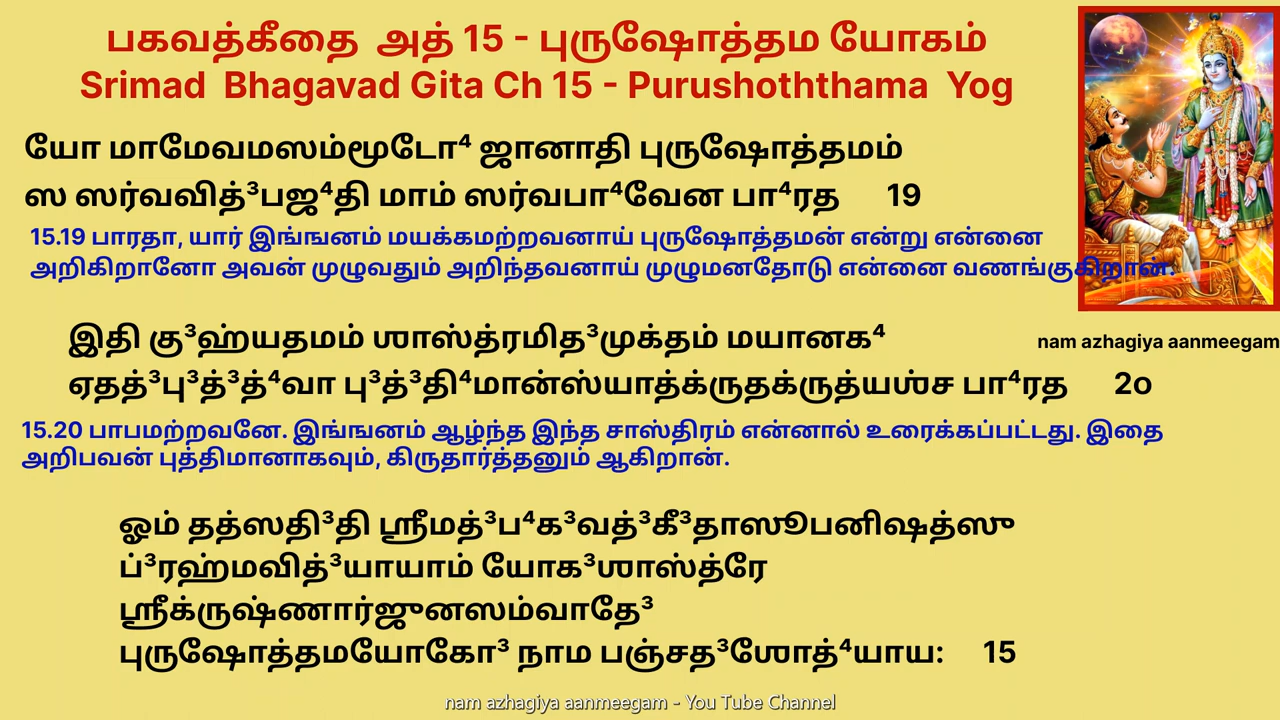 பகவத்கீதை அத் 15 - புருஷோத்தம யோகம்
Srimad Bhagavad Gita Ch 15 - Purushoththama Yog
யோ மாமேவமஸம்மூடோ⁴ ஜானாதி புருஷோத்தமம்
ஸ ஸர்வவித்³பஜ⁴தி மாம் ஸர்வபா⁴வேன பா⁴ரத 19
15.19 பாரதா, யார் இங்ஙனம் மயக்கமற்றவனாய் புருஷோத்தமன் என்று என்னை
அறிகிறானோ அவன் முழுவதும் அறிந்தவனாய் முழுமனதோடு என்னை வணங்குகிறான்.
இதி கு³ஹ்யதமம் ஶாஸ்த்ரமித³முக்தம் மயானக⁴
nam azhagiya aanmeegam
ஏதத்³பு³த்³த்⁴வா பு³த்³தி⁴மான்ஸ்யாத்க்ருதக்ருத்யஶ்ச பா⁴ரத 2o
15.20 பாபமற்றவனே. இங்ஙனம் ஆழ்ந்த இந்த சாஸ்திரம் என்னால் உரைக்கப்பட்டது. இதை
அறிபவன் புத்திமானாகவும், கிருதார்த்தனும் ஆகிறான்.
ஓம் தத்ஸதி³தி ஶ்ரீமத்³ப⁴க³வத்³கீ³தாஸூபனிஷத்ஸு
ப்³ரஹ்மவித்³யாயாம் யோக³ஶாஸ்த்ரே
ஶ்ரீக்ருஷ்ணார்ஜுனஸம்வாதே³
புருஷோத்தமயோகோ³ நாம பஞ்சத³ஶோத்⁴யாய: 15
nam azhagiya aanmeegam - You Tube Channel